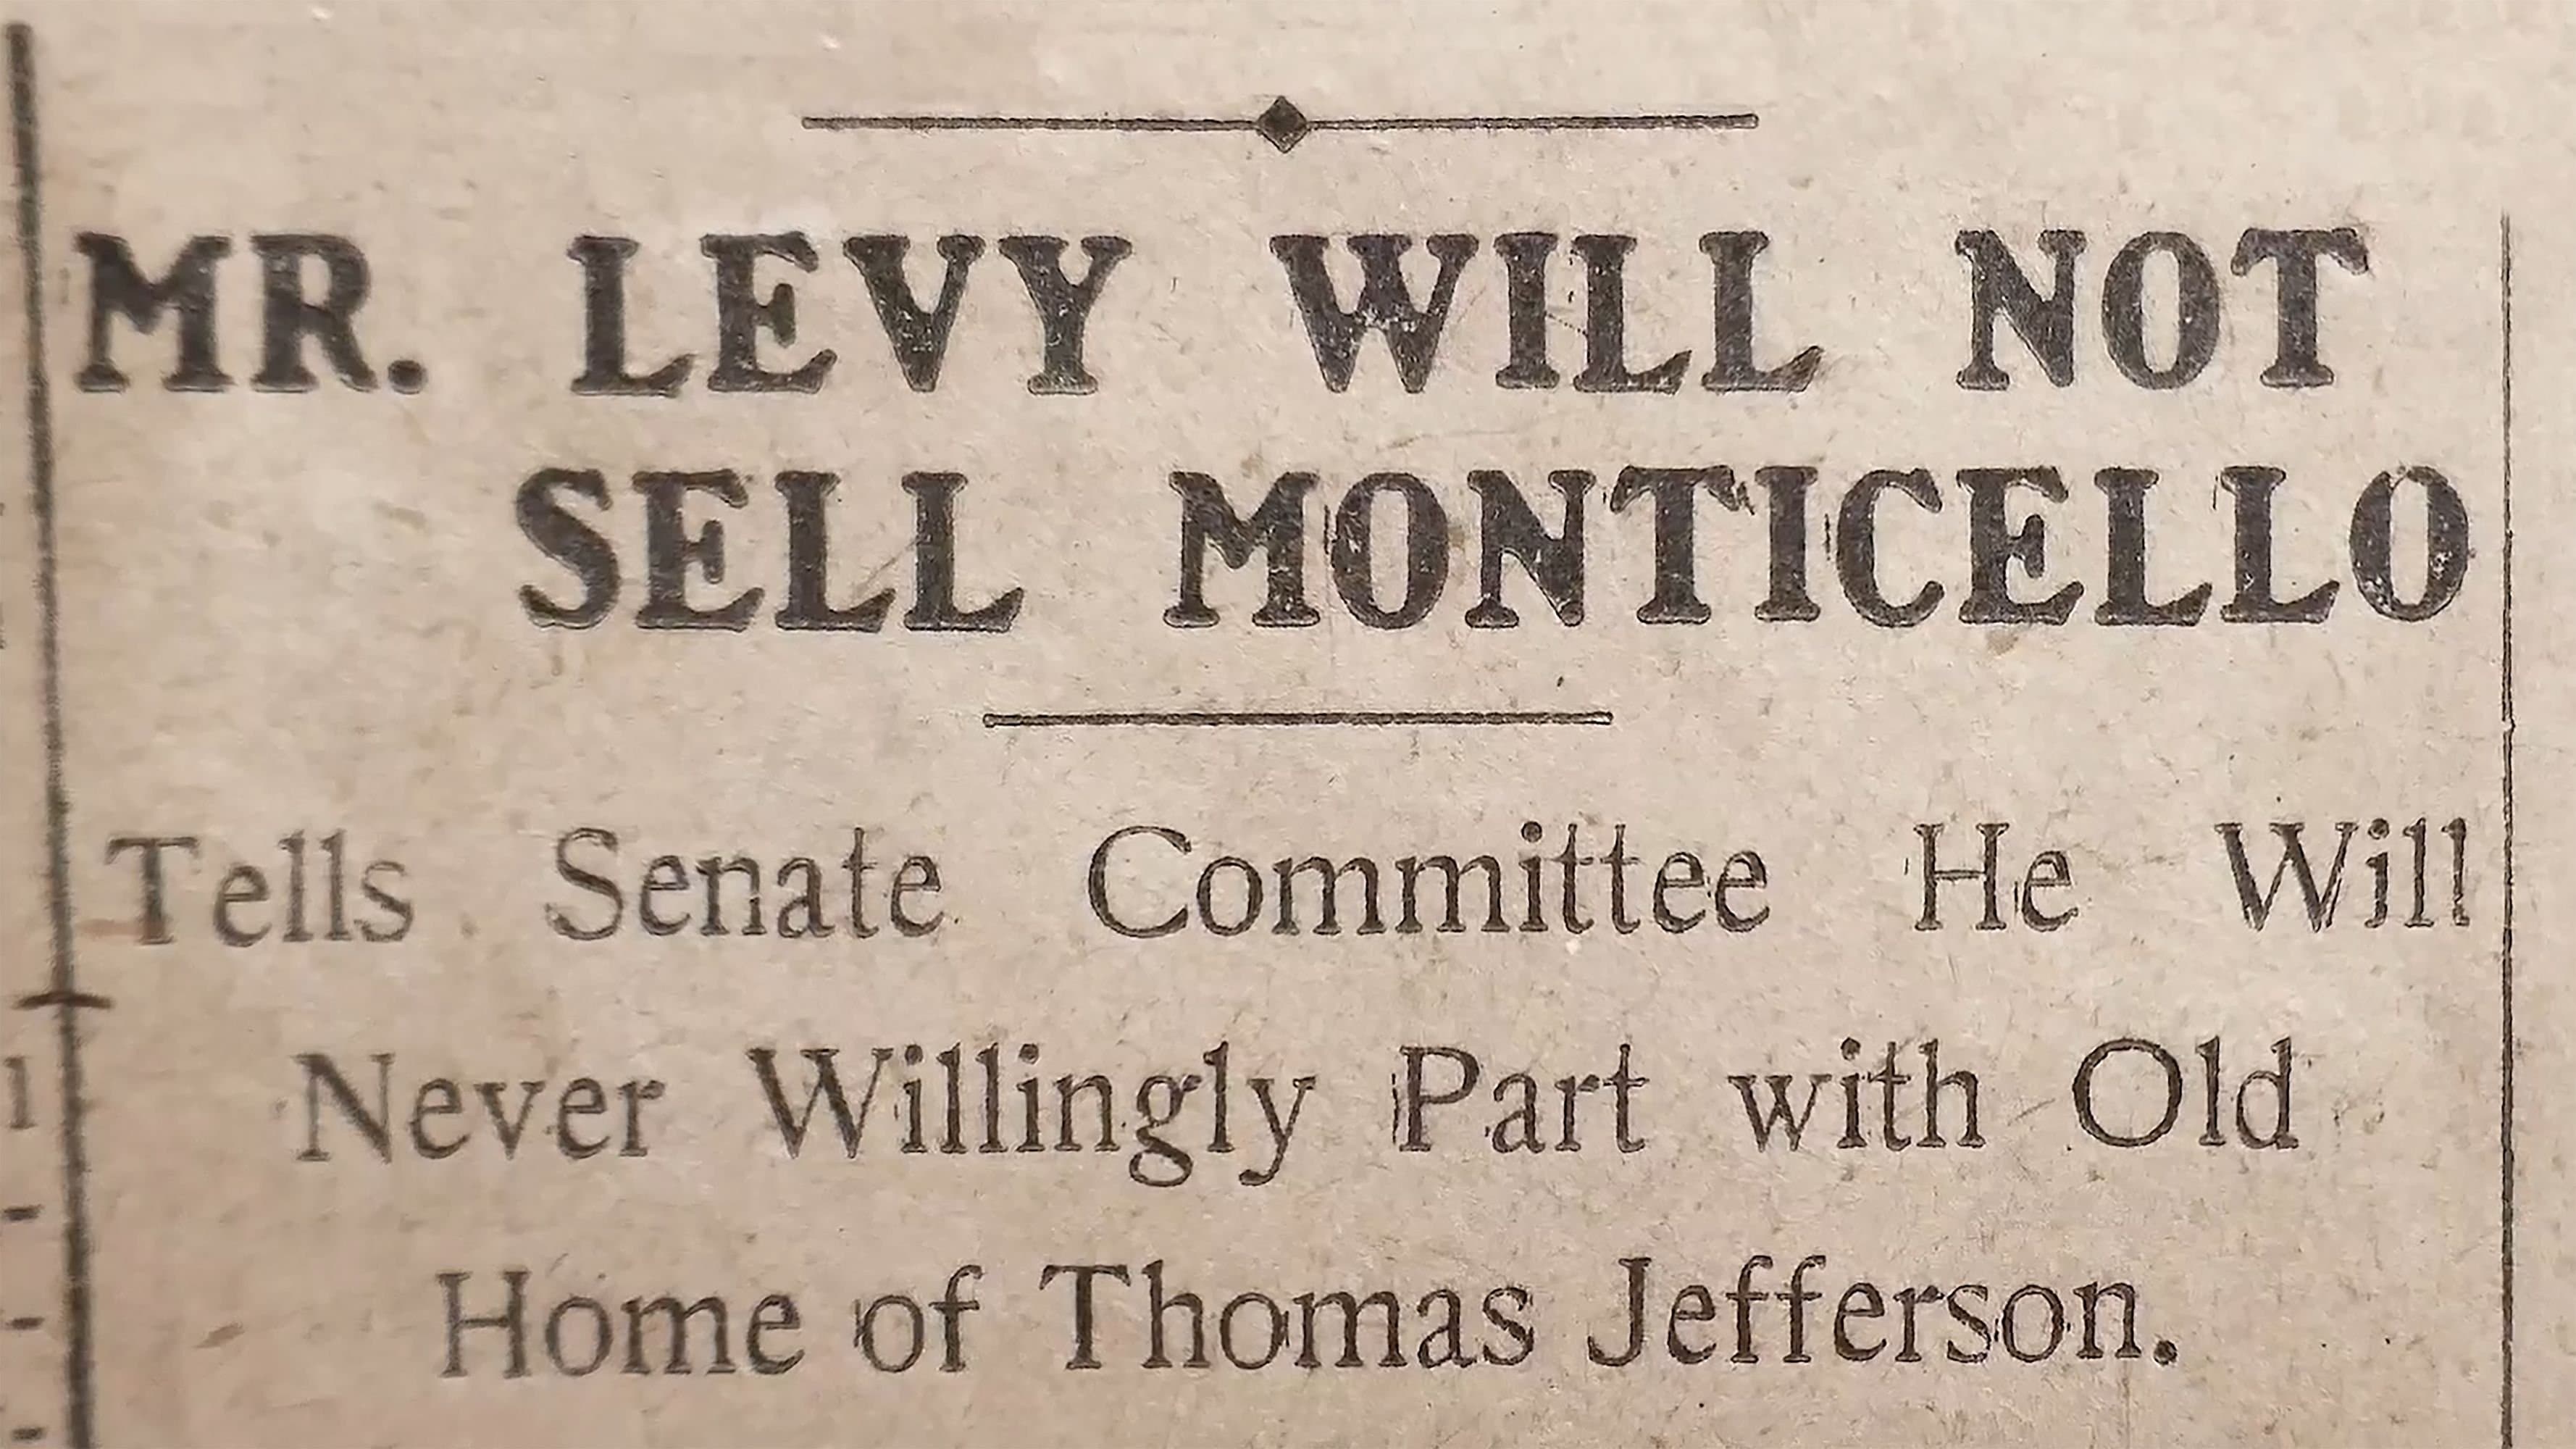 MR. LEVY WILL NOT
SELL MONTICELLO
Tells Senate Committee He Will
Never Willingly Part with Old
Home of Thomas Jefferson.